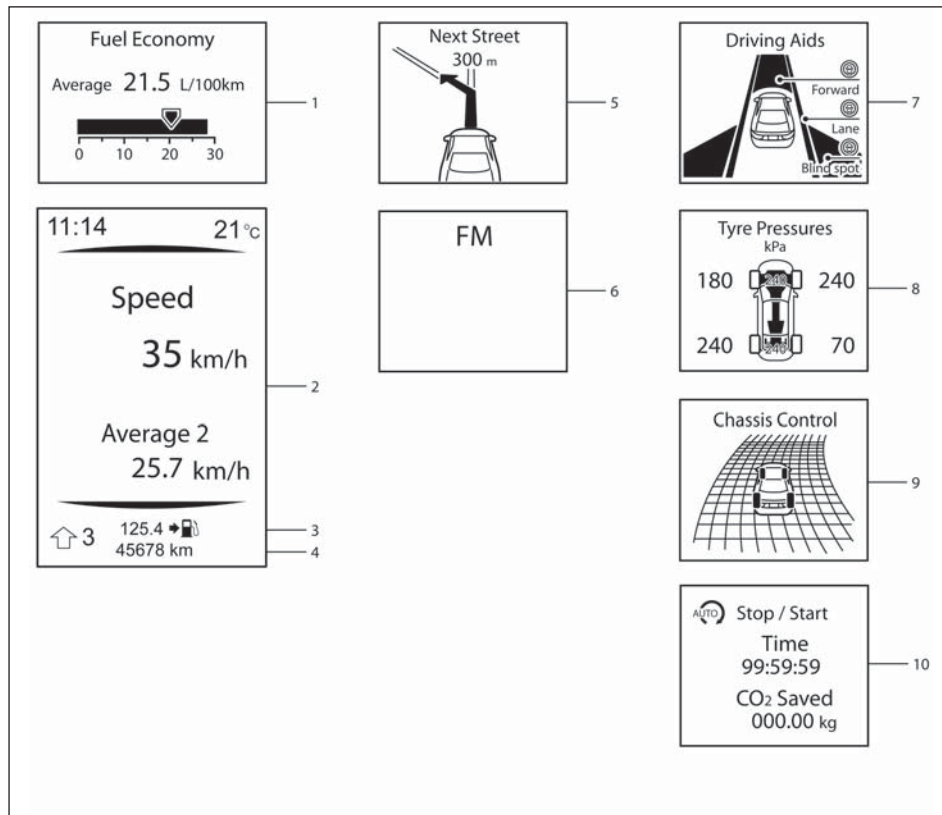 Fuel Economy
Average 21.5 L/100km
0 10 20 30
1
11:14 21°C
Speed
35 km/h
Average 2
25.7 km/h
2
3 125.4
3
45678 km
4
Next Street
300 m
5
FM
6
Driving Aids
Forward
Lane
Blind spot
7
Tyre Pressures
kPa
180 240 240
240 240 70
8
Chassis Control
9
AUTO Stop / Start
Time
99:59:59
CO2 Saved
000.00 kg
10